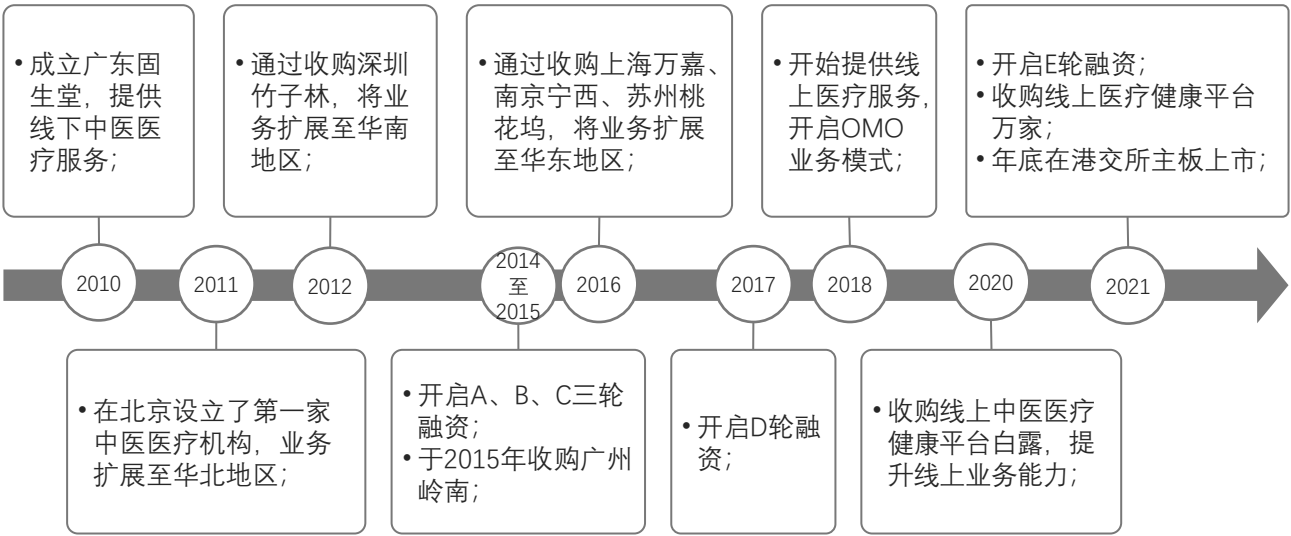 • 成立广东固
生堂，提供
线下中医医
疗服务；
• 通过收购深圳
竹子林，将业
务扩展至华南
地区；
• 通过收购上海万嘉、
南京宁西、苏州桃
花坞，将业务扩展
至华东地区；
• 开始提供线
上医疗服务，
开启OMO
业务模式；
• 开启E轮融资；
• 收购线上医疗健康平台
万家；
• 年底在港交所主板上市；
2010
2011
2012
2014
至
2015
2016
2017
2018
2020
2021
• 在北京设立了第一家
中医医疗机构，业务
扩展至华北地区；
• 开启A、B、C三轮
融资；
• 于2015年收购广州
岭南；
• 开启D轮融
资；
• 收购线上中医医疗
健康平台白露，提
升线上业务能力；